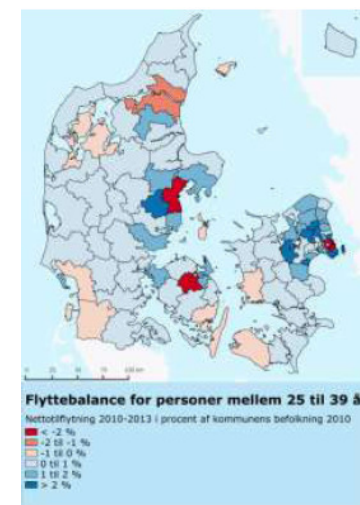 Flyttebalance for personer mellem 25 til 39 å
Nettotilflytning 2010-2013 i procent af kommunens befolkning 2010
< -2 %
-2 til -1 %
-1 til 0 %
0 til 1 %
1 til 2 %
> 2 %